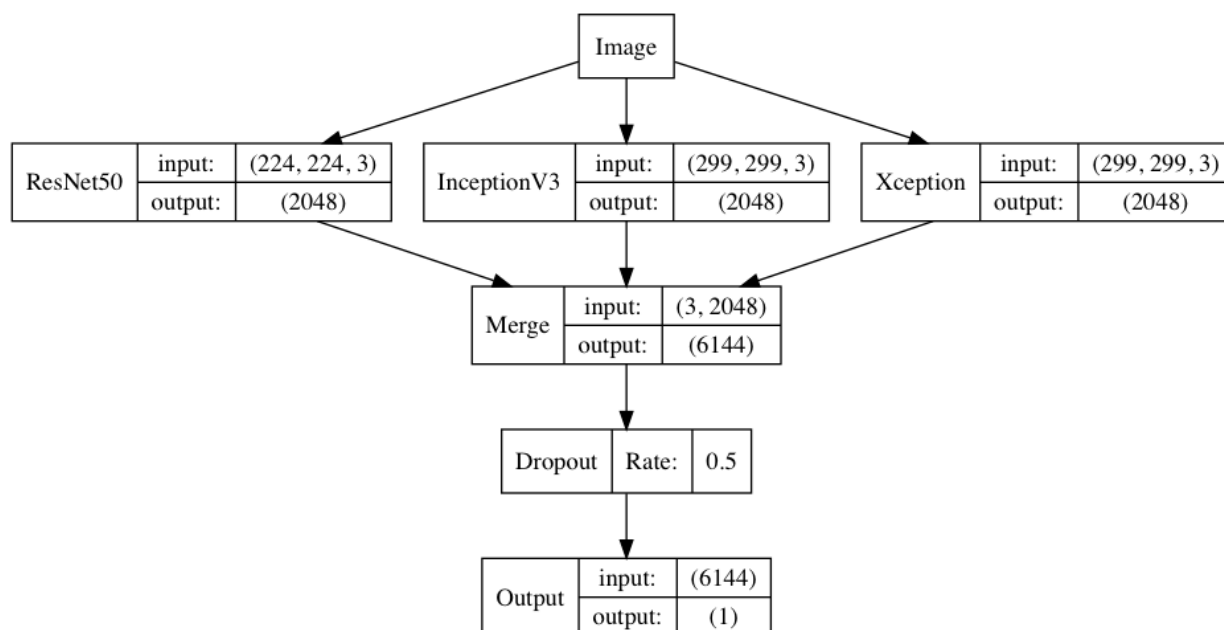 Image
ResNet50 input: (224, 224, 3)
output: (2048)
InceptionV3 input: (299, 299, 3)
output: (2048)
Xception input: (299, 299, 3)
output: (2048)
Merge input: (3, 2048)
output: (6144)
Dropout Rate: 0.5
Output input: (6144)
output: (1)